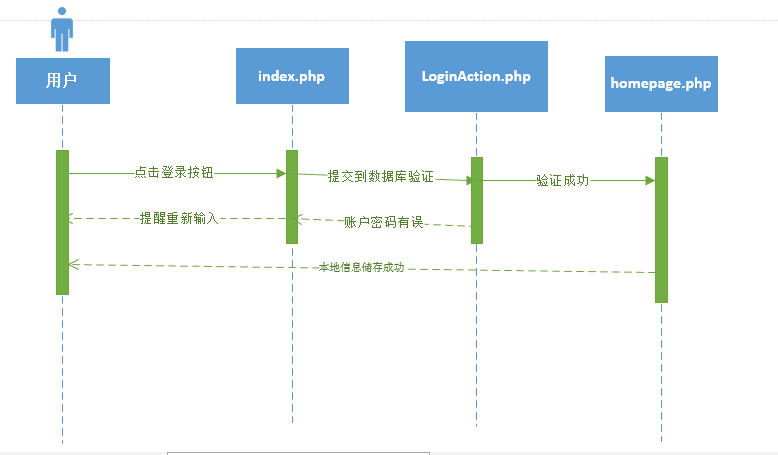 用户
index.php
LoginAction.php
homepage.php
点击登录按钮
提交到数据库验证
验证成功
提醒重新输入
账户密码有误
本地信息储存成功